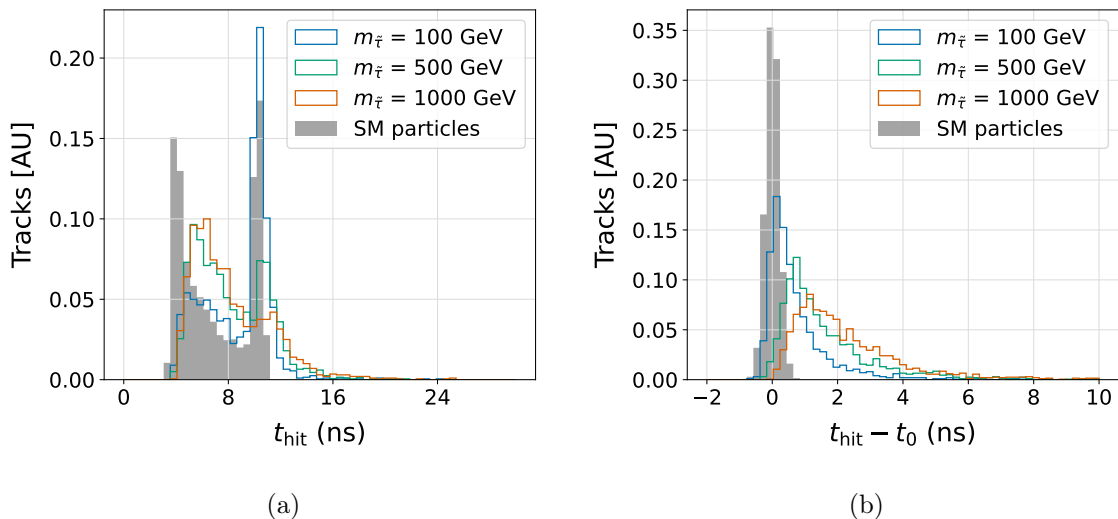 0.20
0.15
0.10
0.05
0.00
Tracks [AU]
0 8 16 24
t_hit (ns)
m_τ̃ = 100 GeV
m_τ̃ = 500 GeV
m_τ̃ = 1000 GeV
SM particles
(a)
0.35
0.30
0.25
0.20
0.15
0.10
0.05
0.00
Tracks [AU]
−2 0 2 4 6 8 10
t_hit − t_0 (ns)
m_τ̃ = 100 GeV
m_τ̃ = 500 GeV
m_τ̃ = 1000 GeV
SM particles
(b)